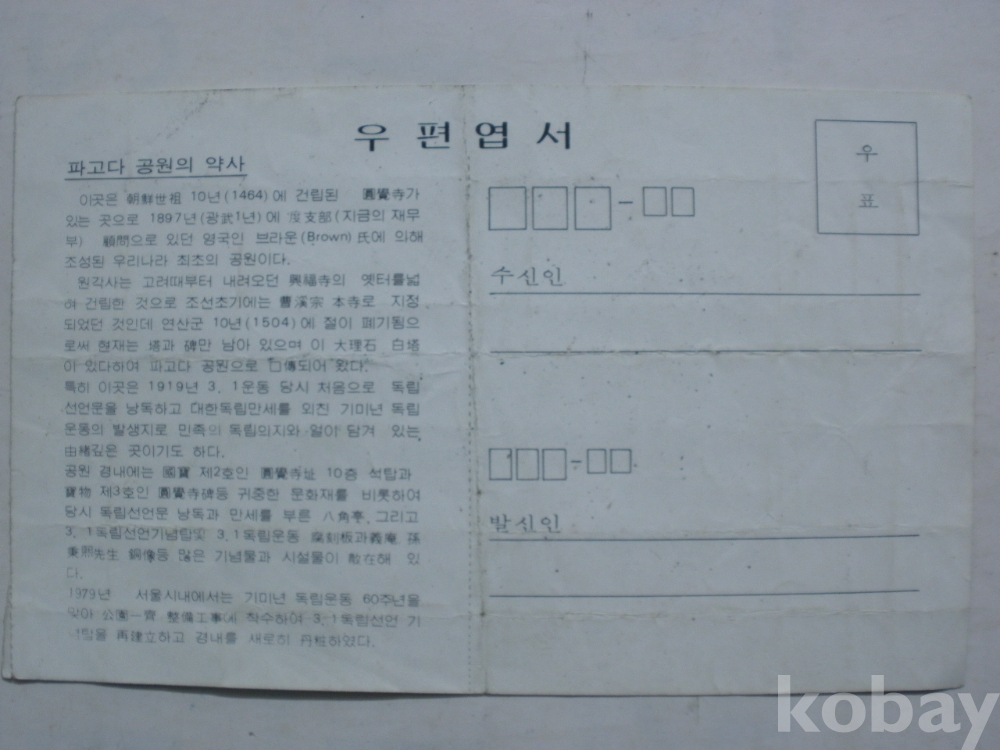 우 편 엽 서
파고다 공원의 약사
이곳은 朝鮮世祖 10년(1464)에 건립된 圓覺寺가
있는 곳으로 1897년(광武1년)에 度支部(지금의 재무
부) 顧問으로 있던 영국인 브라운(Brown)氏에 의해
조성된 우리나라 최초의 공원이다.
원각사는 고려때부터 내려오던 興福寺의 옛터를넓
혀 건립한 것으로 조선초기에는 曹溪宗 本寺로 지정
되었던 것인데 연산군 10년(1504)에 절이 폐기됨으
로써 현재는 塔과 碑만 남아 있으며 이 大理石 白塔
이 있다하여 파고다 공원으로 口傳되어 왔다.
특히 이곳은 1919년 3. 1운동 당시 처음으로 독립
선언문을 낭독하고 대한독립만세를 외친 기미년 독립
운동의 발생지로 민족의 독립의지와 얼이 담겨 있는
由緖깊은 곳이기도 하다.
공원 경내에는 國寶 제2호인 圓覺寺址 10층 석탑과
寶物 제3호인 圓覺寺碑등 귀중한 문화재를 비롯하여
당시 독립선언문 낭독과 만세를 부른 八角亭, 그리고
3. 1독립선언기념탑및 3. 1독립운동 浮刻板과義庵 孫
秉熙先生 銅像등 많은 기념물과 시설물이 散在해 있
다.
1979년 서울시내에서는 기미년 독립운동 60주년을
맞아 公園一齊 整備工事에 착수하여 3. 1독립선언 기
념탑을 再建立하고 경내를 새로히 丹粧하였다.
우
표
수신인
발신인
kobay